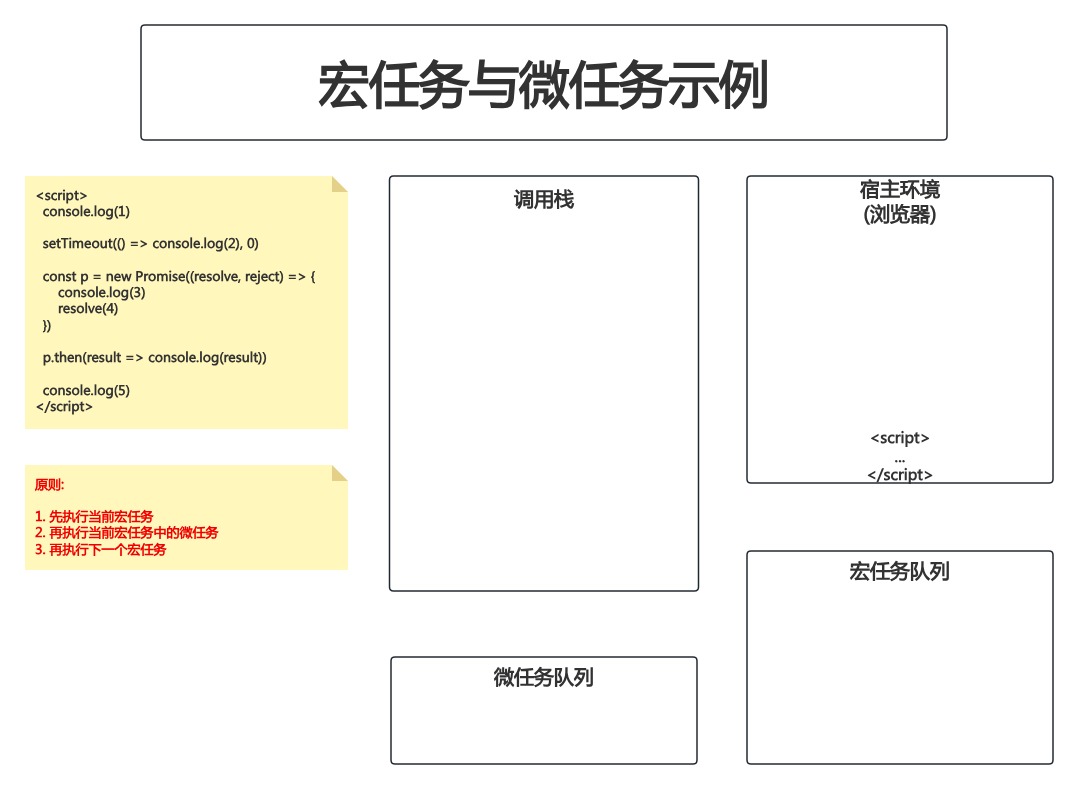 宏任务与微任务示例
<script>
console.log(1)
setTimeout(() => console.log(2), 0)
const p = new Promise((resolve, reject) => {
console.log(3)
resolve(4)
})
p.then(result => console.log(result))
console.log(5)
</script>
原则:
1. 先执行当前宏任务
2. 再执行当前宏任务中的微任务
3. 再执行下一个宏任务
调用栈
微任务队列
宿主环境
(浏览器)
<script>
...
</script>
宏任务队列